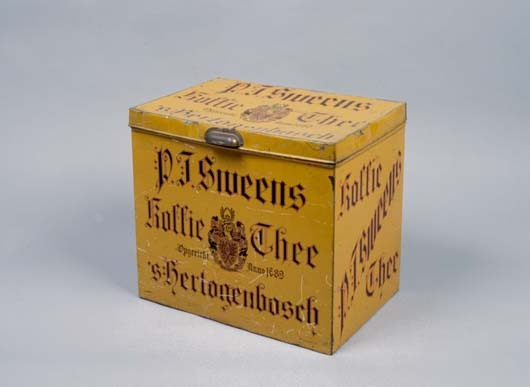 P.J. Sweens
Koffie Thee
's Hertogenbosch
P.J. Sweens
Koffie Thee
Opgericht Anno 1688
's-Hertogenbosch
Koffie
P.J. Sweens
Thee